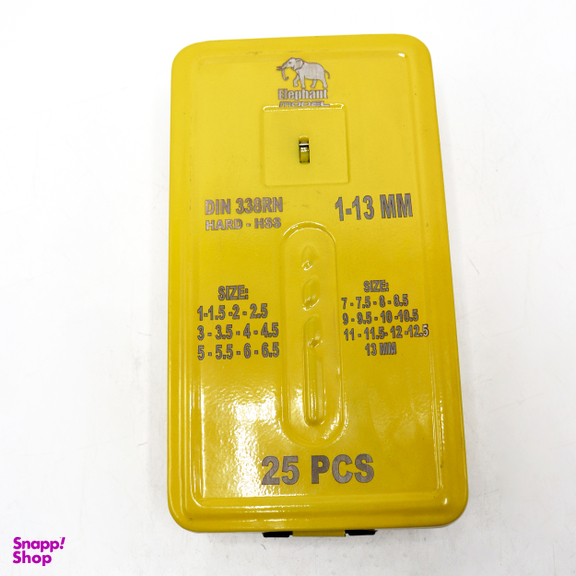 Elephant
DIN 338RN
HARD - HSS
1-13 MM
SIZE:
1-1.5 -2 - 2.5
3 - 3.5 - 4 - 4.5
5 - 5.5 - 6 - 6.5
SIZE:
7 - 7.5 - 8 - 8.5
9 - 9.5 - 10 -10.5
11 - 11.5- 12 -12.5
13 MM
25 PCS
Snapp!
Shop